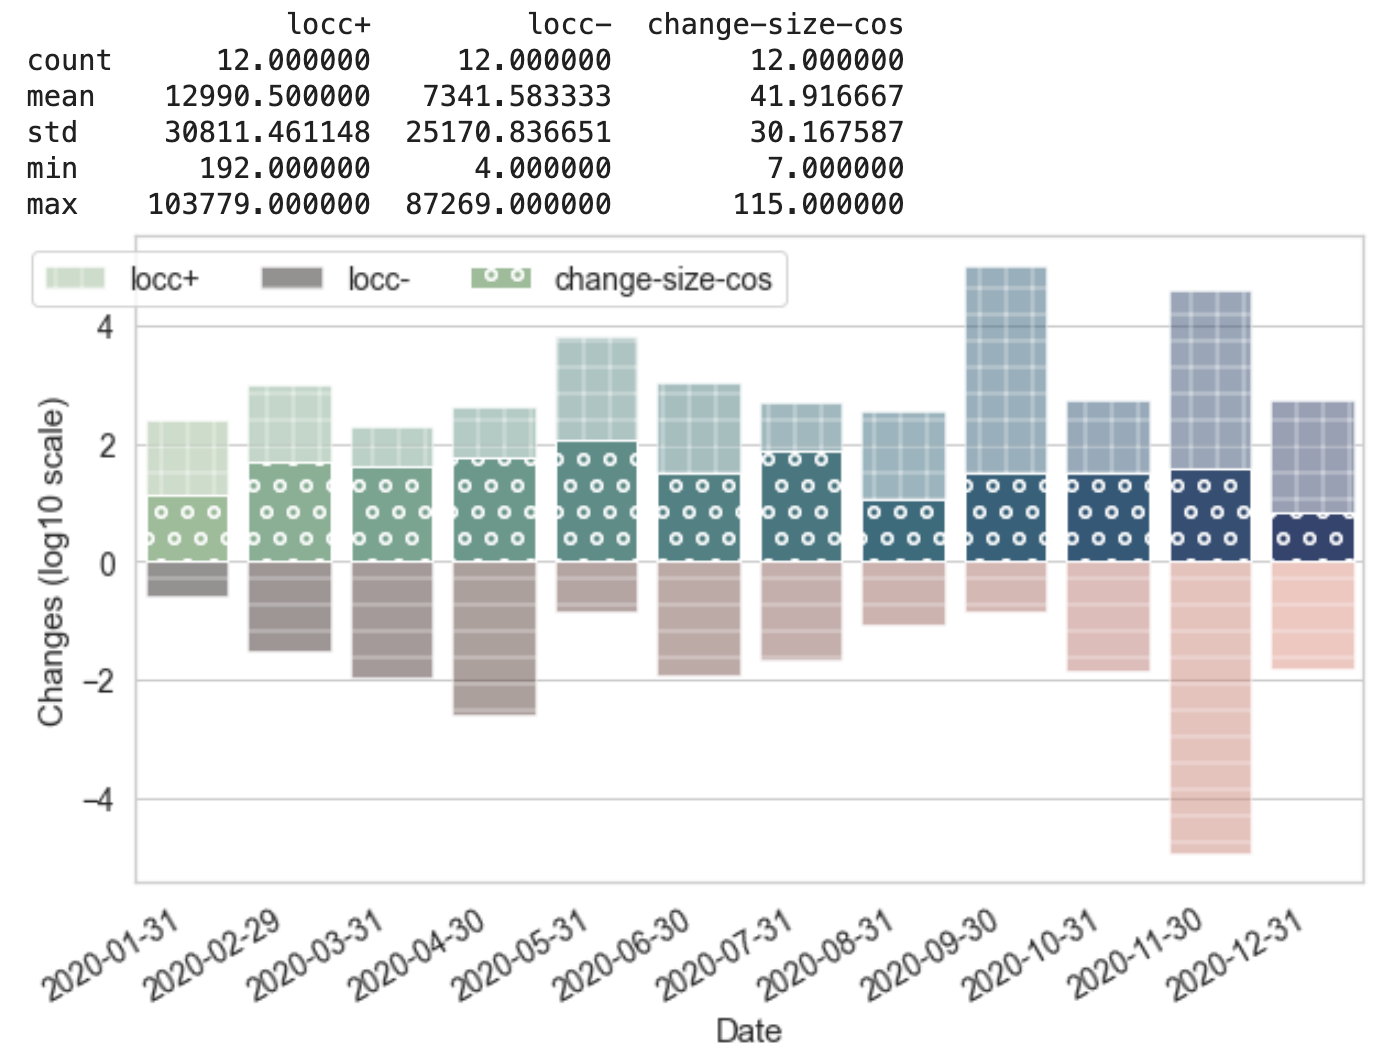 locc+ locc− change−size−cos
count 12.000000 12.000000 12.000000
mean 12990.500000 7341.583333 41.916667
std 30811.461148 25170.836651 30.167587
min 192.000000 4.000000 7.000000
max 103779.000000 87269.000000 115.000000
locc+ locc- change-size-cos
4
2
0
−2
−4
Changes (log10 scale)
2020-01-31
2020-02-29
2020-03-31
2020-04-30
2020-05-31
2020-06-30
2020-07-31
2020-08-31
2020-09-30
2020-10-31
2020-11-30
2020-12-31
Date